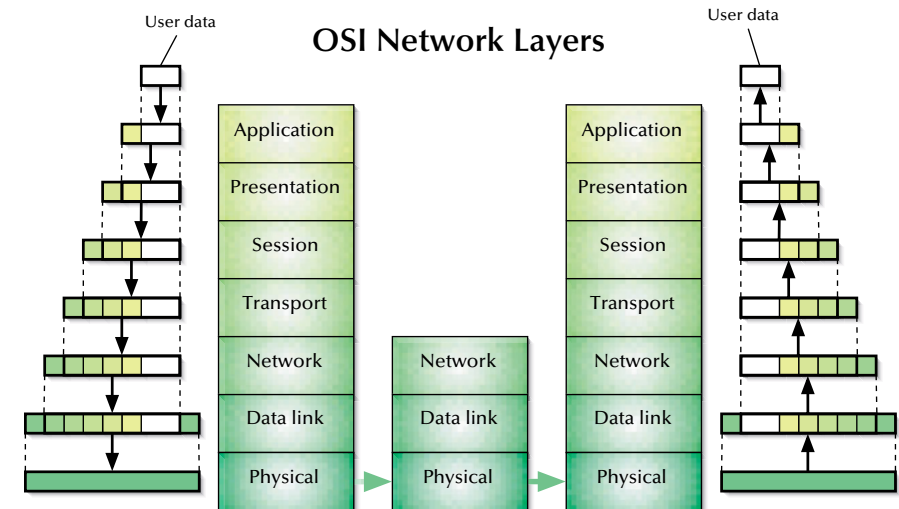 User data
OSI Network Layers
User data
Application
Presentation
Session
Transport
Network
Data link
Physical
Network
Data link
Physical
Application
Presentation
Session
Transport
Network
Data link
Physical